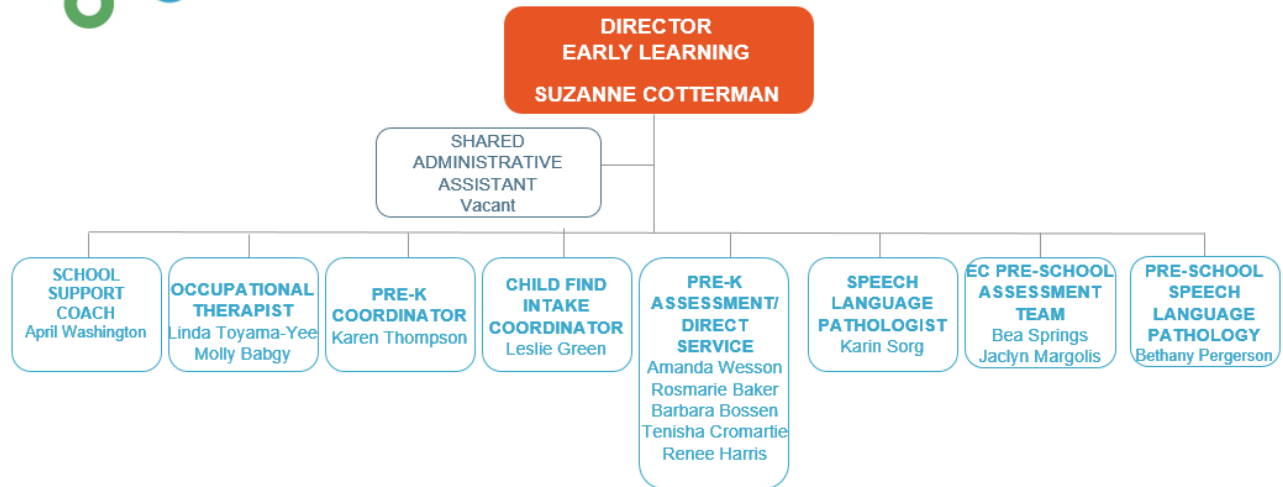 DIRECTOR
EARLY LEARNING
SUZANNE COTTERMAN
SHARED
ADMINISTRATIVE
ASSISTANT
Vacant
SCHOOL
SUPPORT
COACH
April Washington
OCCUPATIONAL
THERAPIST
Linda Toyama-Yee
Molly Babgy
PRE-K
COORDINATOR
Karen Thompson
CHILD FIND
INTAKE
COORDINATOR
Leslie Green
PRE-K
ASSESSMENT/
DIRECT
SERVICE
Amanda Wesson
Rosmarie Baker
Barbara Bossen
Tenisha Cromartie
Renee Harris
SPEECH
LANGUAGE
PATHOLOGIST
Karin Sorg
EC PRE-SCHOOL
ASSESSMENT
TEAM
Bea Springs
Jaclyn Margolis
PRE-SCHOOL
SPEECH
LANGUAGE
PATHOLOGY
Bethany Pergerson